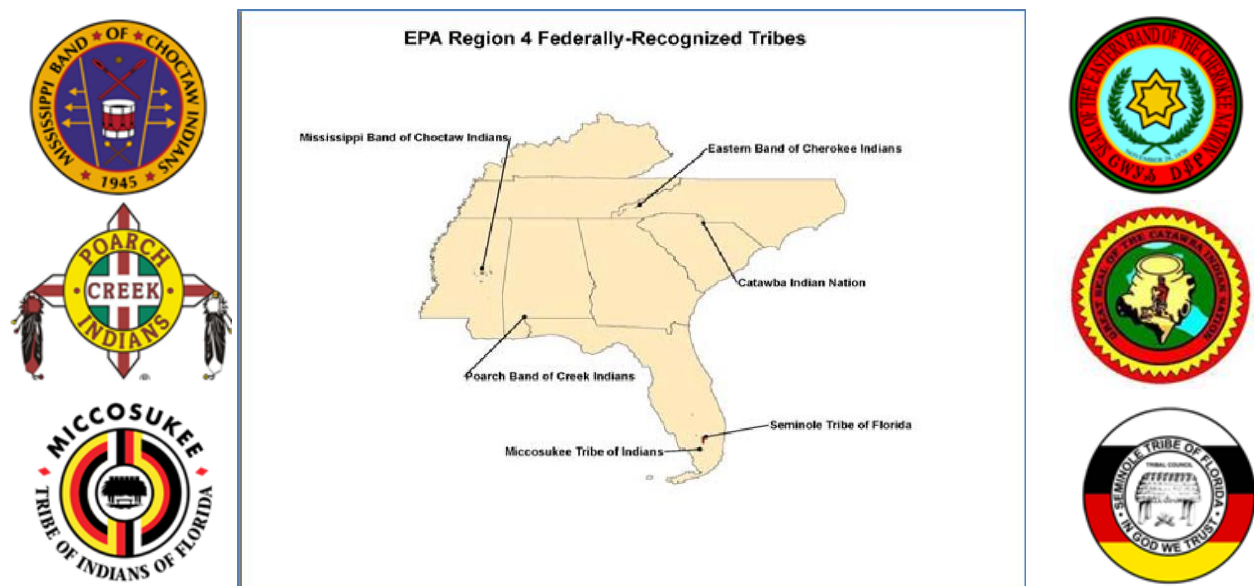 MISSISSIPPI BAND OF CHOCTAW INDIANS
1945
POARCH
CREEK
INDIANS
MICCOSUKEE
TRIBE OF INDIANS OF FLORIDA
EPA Region 4 Federally-Recognized Tribes
Mississippi Band of Choctaw Indians
Eastern Band of Cherokee Indians
Catawba Indian Nation
Poarch Band of Creek Indians
Seminole Tribe of Florida
Miccosukee Tribe of Indians
SEAL OF THE EASTERN BAND OF THE CHEROKEE NATION
ᏣᎳᎩᏱ ᎠᏰᎵ
GREAT SEAL OF THE CATAWBA INDIAN NATION
SEMINOLE TRIBE OF FLORIDA
TRIBAL COUNCIL
IN GOD WE TRUST